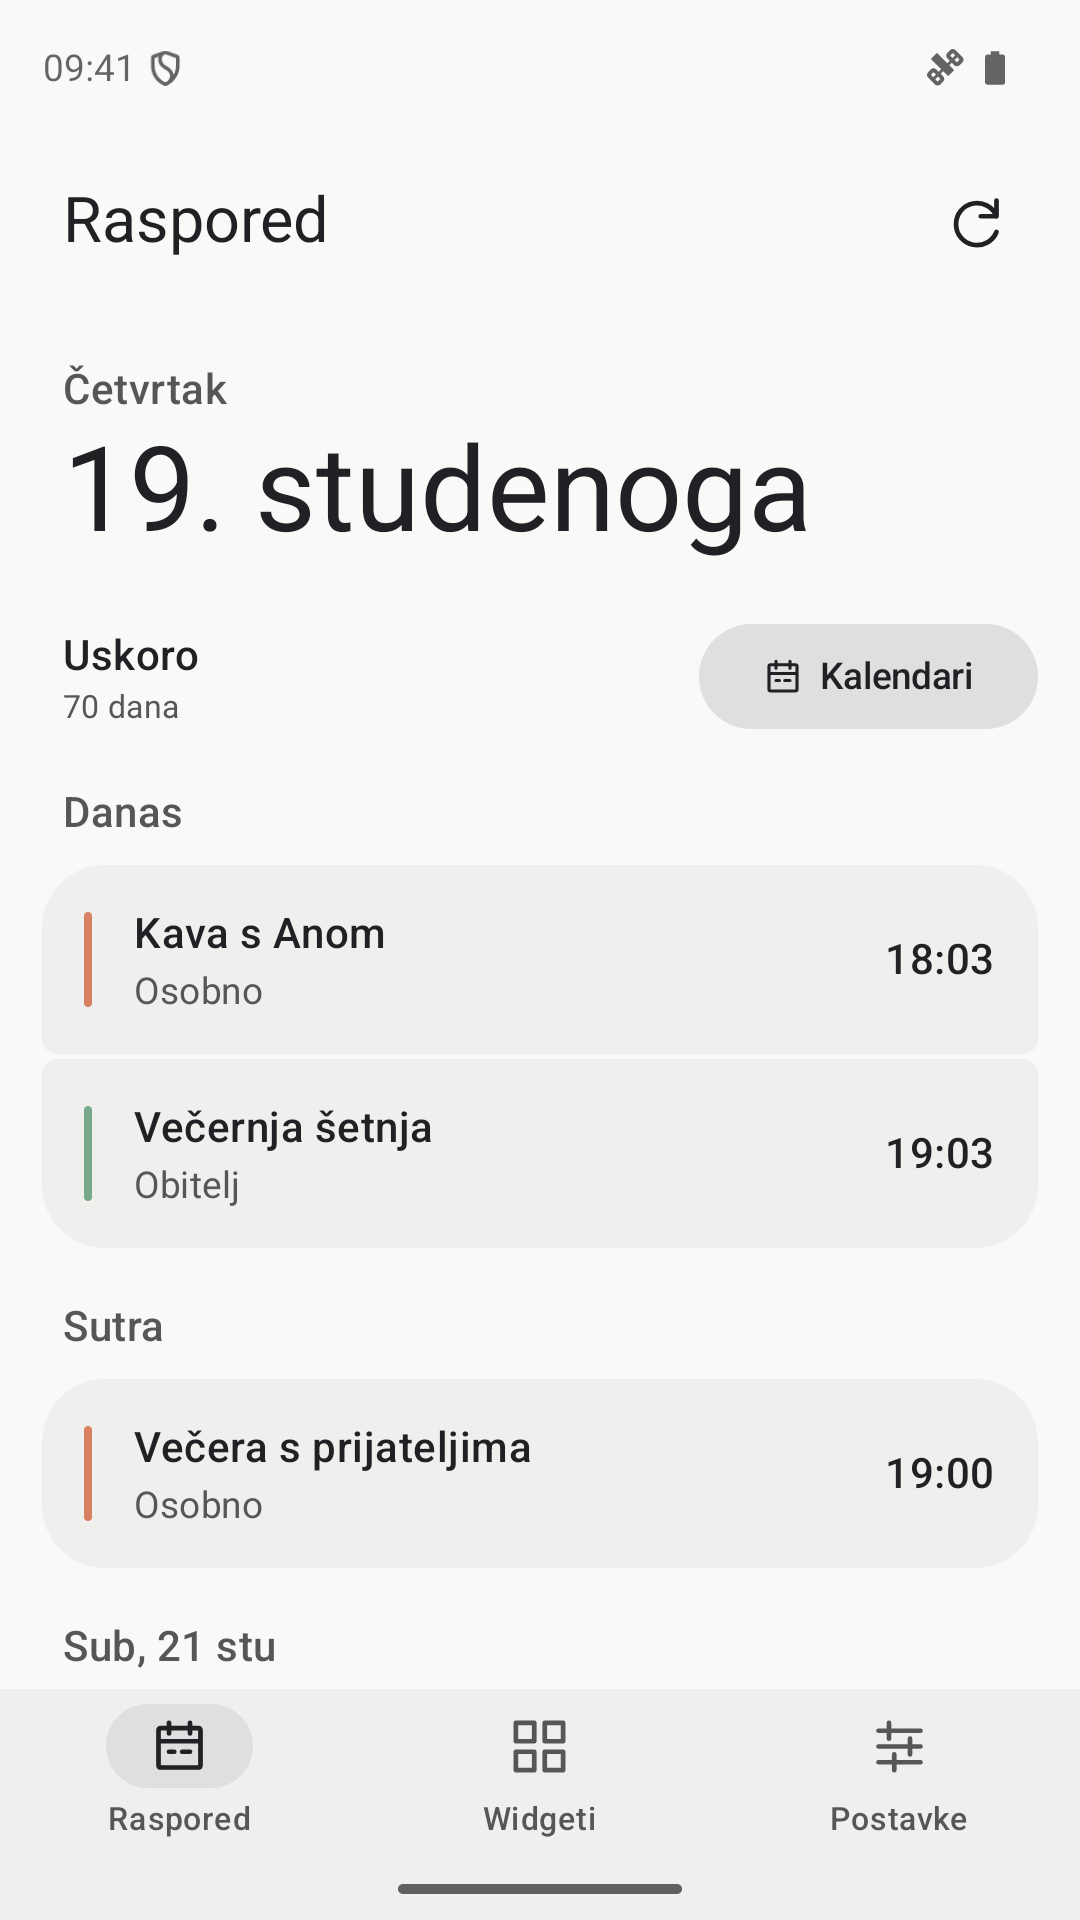 09:41
Raspored
Četvrtak
19. studenoga
Uskoro
70 dana
Kalendari
Danas
Kava s Anom
Osobno
18:03
Večernja šetnja
Obitelj
19:03
Sutra
Večera s prijateljima
Osobno
19:00
Sub, 21 stu
Raspored
Widgeti
Postavke